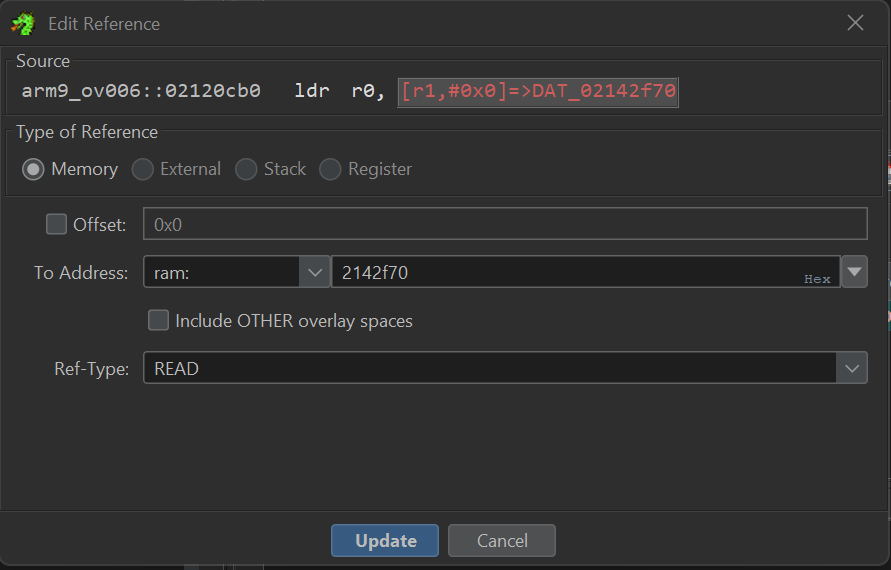 Edit Reference
Source
arm9_ov006::02120cb0 ldr r0, [r1,#0x0]=>DAT_02142f70
Type of Reference
Memory External Stack Register
Offset: 0x0
To Address: ram: 2142f70 Hex
Include OTHER overlay spaces
Ref-Type: READ
Update Cancel